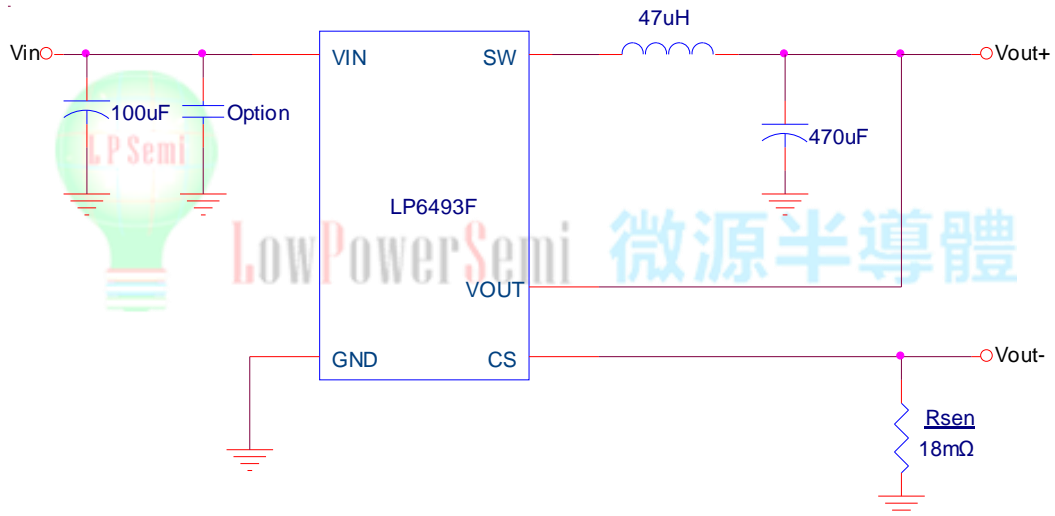 47uH
Vin
VIN
SW
Vout+
100uF
Option
470uF
LP Semi
LP6493F
LowPowerSemi 微源半導體
VOUT
GND
CS
Vout-
Rsen
18mΩ